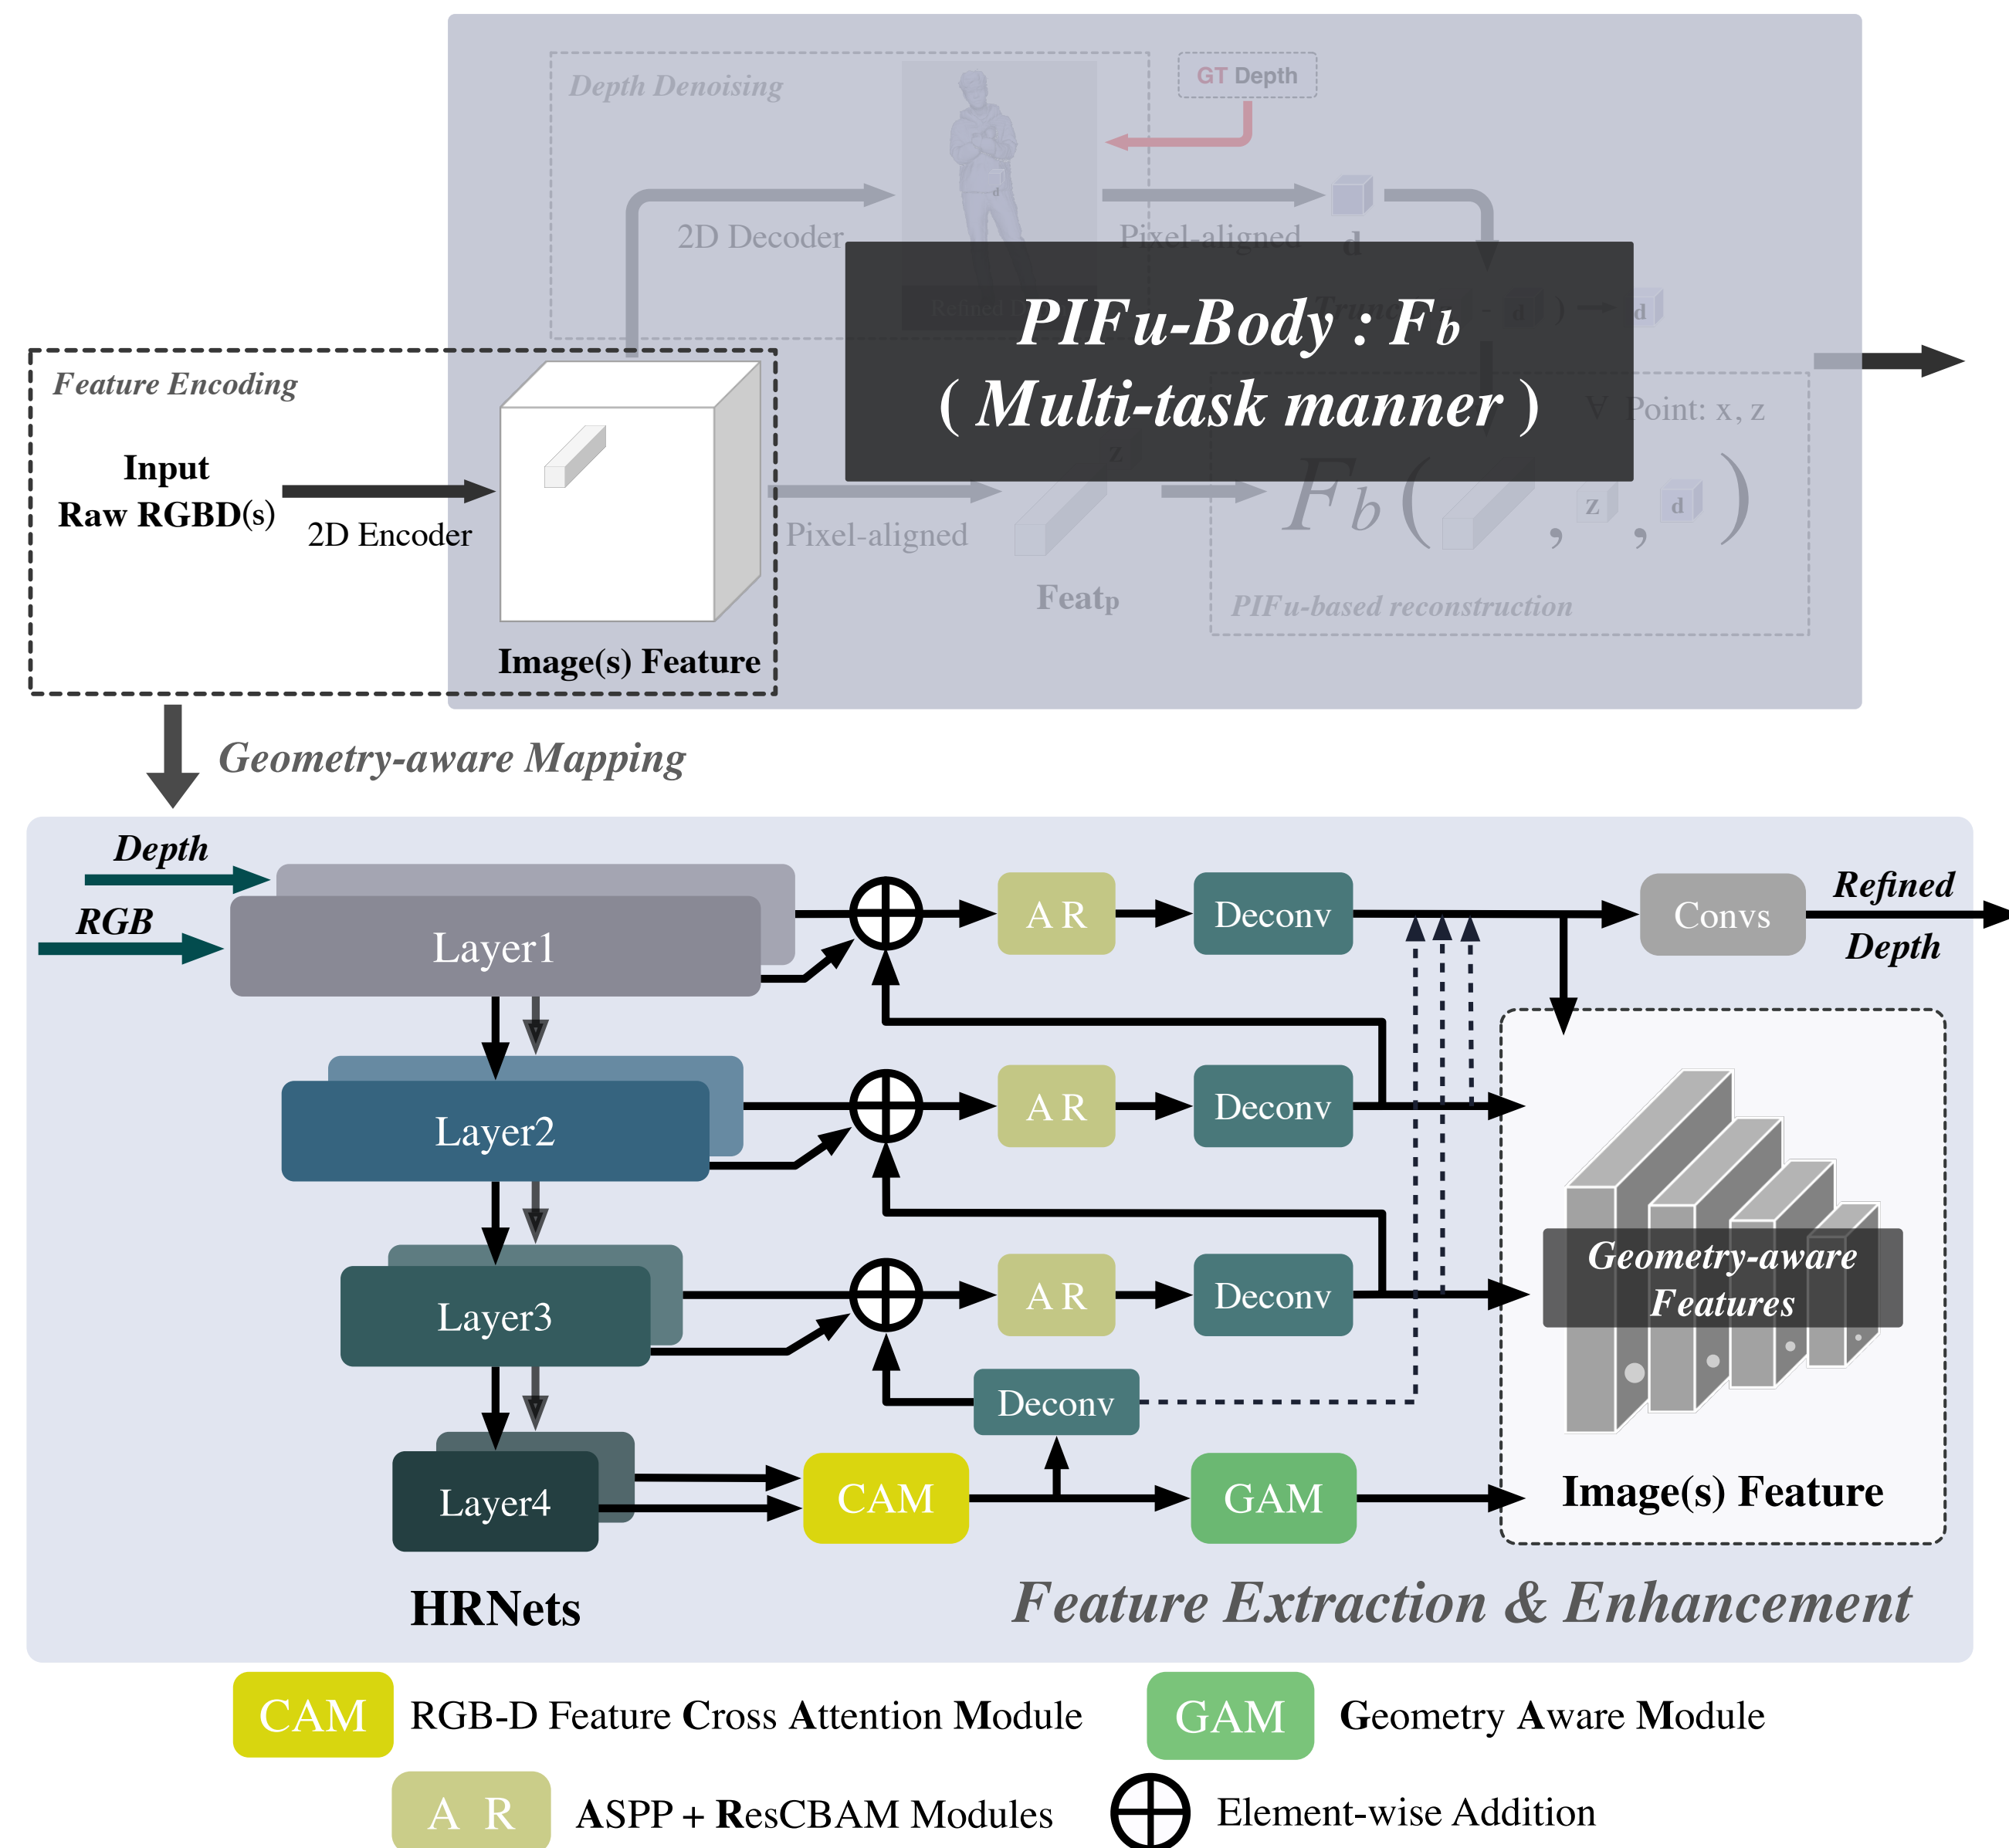 Depth Denoising
GT Depth
2D Decoder
Pixel-aligned
d
d
Refined D
Trunc
- d ) d
PIFu-Body : Fb
( Multi-task manner )
Feature Encoding
Input
Raw RGBD(s)
2D Encoder
Image(s) Feature
Pixel-aligned
z
Featp
∀ Point: x, z
Fb ( , z , d )
PIFu-based reconstruction
Geometry-aware Mapping
Depth
RGB
Layer1
A R
Deconv
Convs
Refined
Depth
Layer2
A R
Deconv
Layer3
A R
Deconv
Geometry-aware
Features
Deconv
Layer4
CAM
GAM
Image(s) Feature
HRNets
Feature Extraction & Enhancement
CAM RGB-D Feature Cross Attention Module
GAM Geometry Aware Module
A R ASPP + ResCBAM Modules
Element-wise Addition